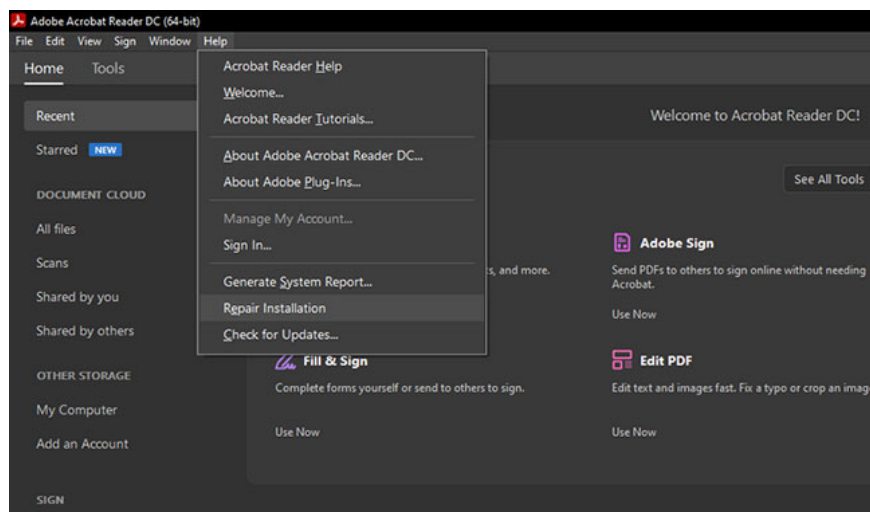 Adobe Acrobat Reader DC (64-bit)
File Edit View Sign Window Help
Home Tools
Acrobat Reader Help
Welcome...
Acrobat Reader Tutorials...
About Adobe Acrobat Reader DC...
About Adobe Plug-Ins...
Manage My Account...
Sign In...
Generate System Report...
Repair Installation
Check for Updates...
Recent
Starred NEW
DOCUMENT CLOUD
All files
Scans
Shared by you
Shared by others
OTHER STORAGE
My Computer
Add an Account
SIGN
Welcome to Acrobat Reader DC!
See All Tools
, and more.
Adobe Sign
Send PDFs to others to sign online without needing
Acrobat.
Use Now
Fill & Sign
Complete forms yourself or send to others to sign.
Use Now
Edit PDF
Edit text and images fast. Fix a typo or crop an imag
Use Now